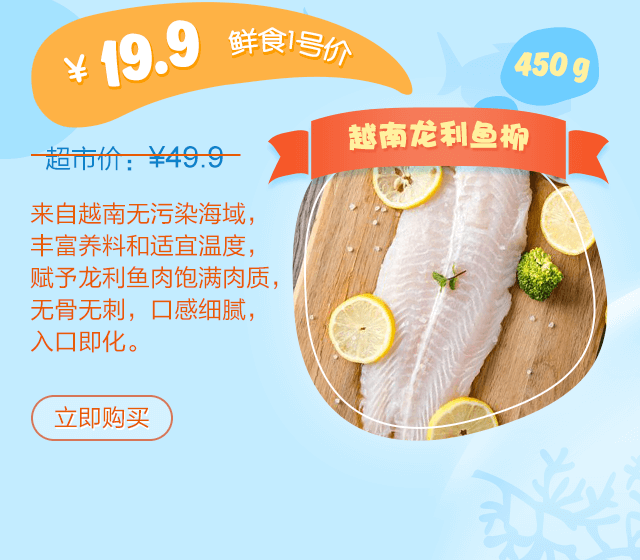 ¥ 19.9 鲜食1号价
450 g
越南龙利鱼柳
超市价：¥49.9
来自越南无污染海域，
丰富养料和适宜温度，
赋予龙利鱼肉饱满肉质，
无骨无刺，口感细腻，
入口即化。
立即购买